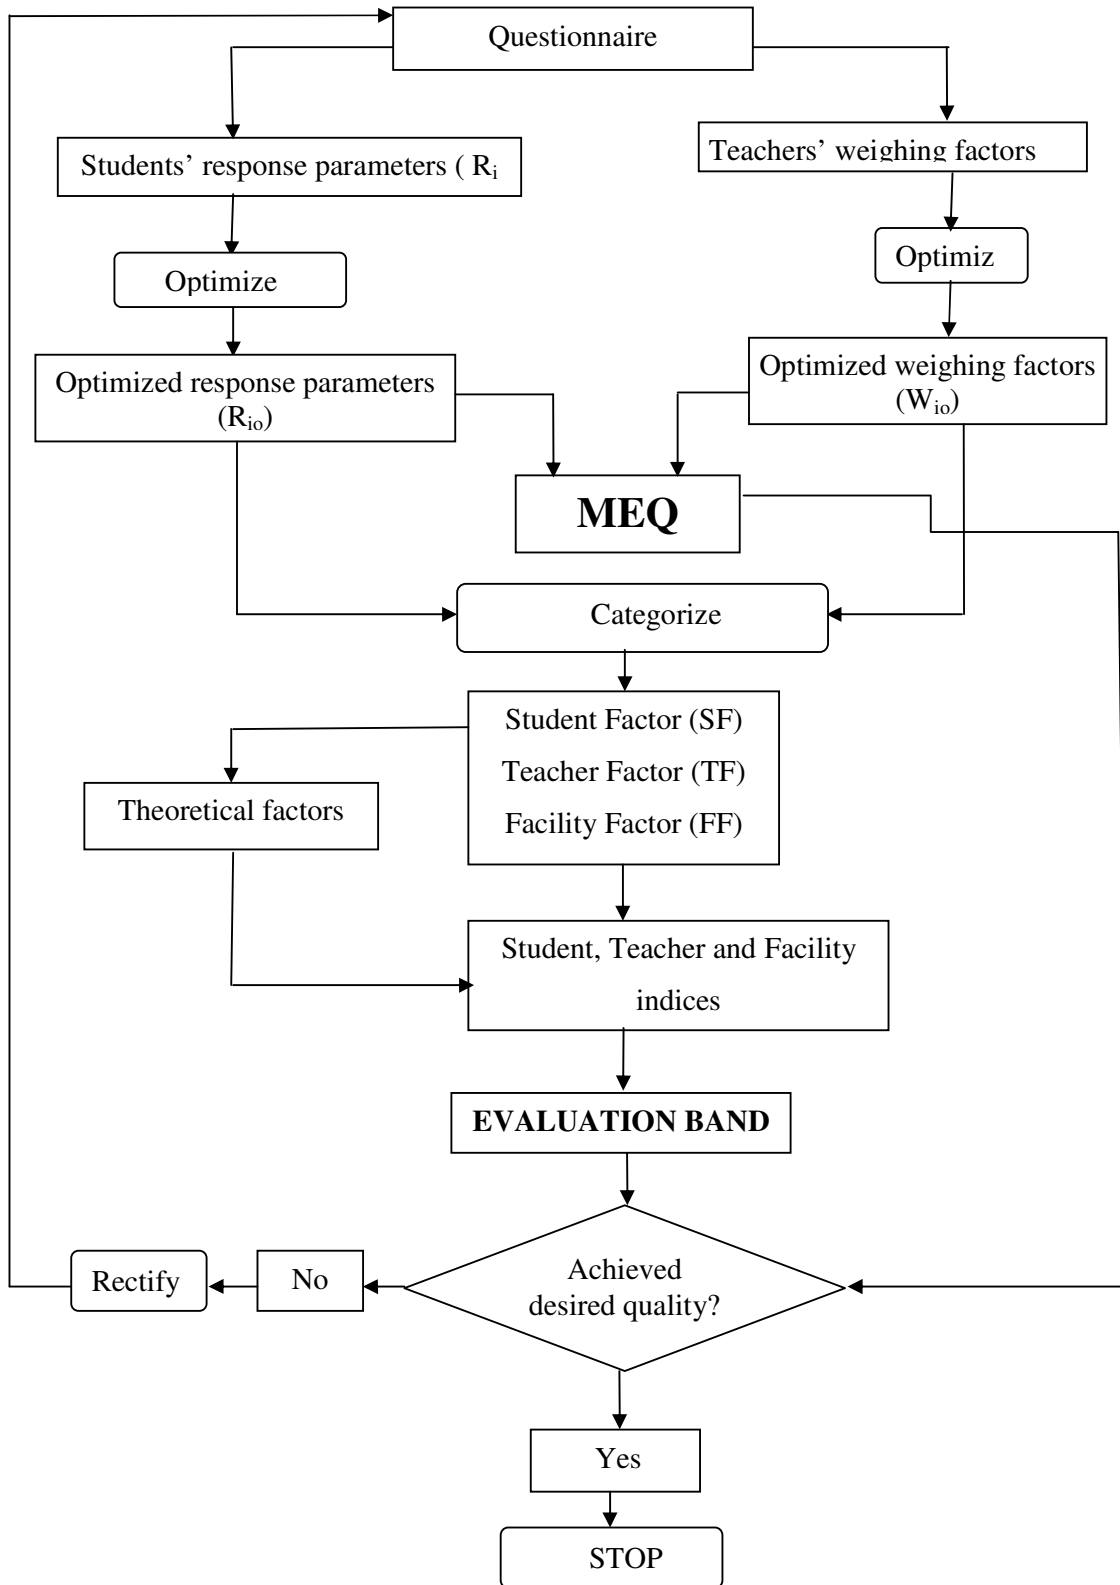 Questionnaire
Students’ response parameters ( Ri
Teachers’ weighing factors
Optimize
Optimiz
Optimized response parameters
(Rio)
Optimized weighing factors
(Wio)
MEQ
Categorize
Student Factor (SF)
Teacher Factor (TF)
Facility Factor (FF)
Theoretical factors
Student, Teacher and Facility
indices
EVALUATION BAND
Achieved
desired quality?
No
Rectify
Yes
STOP